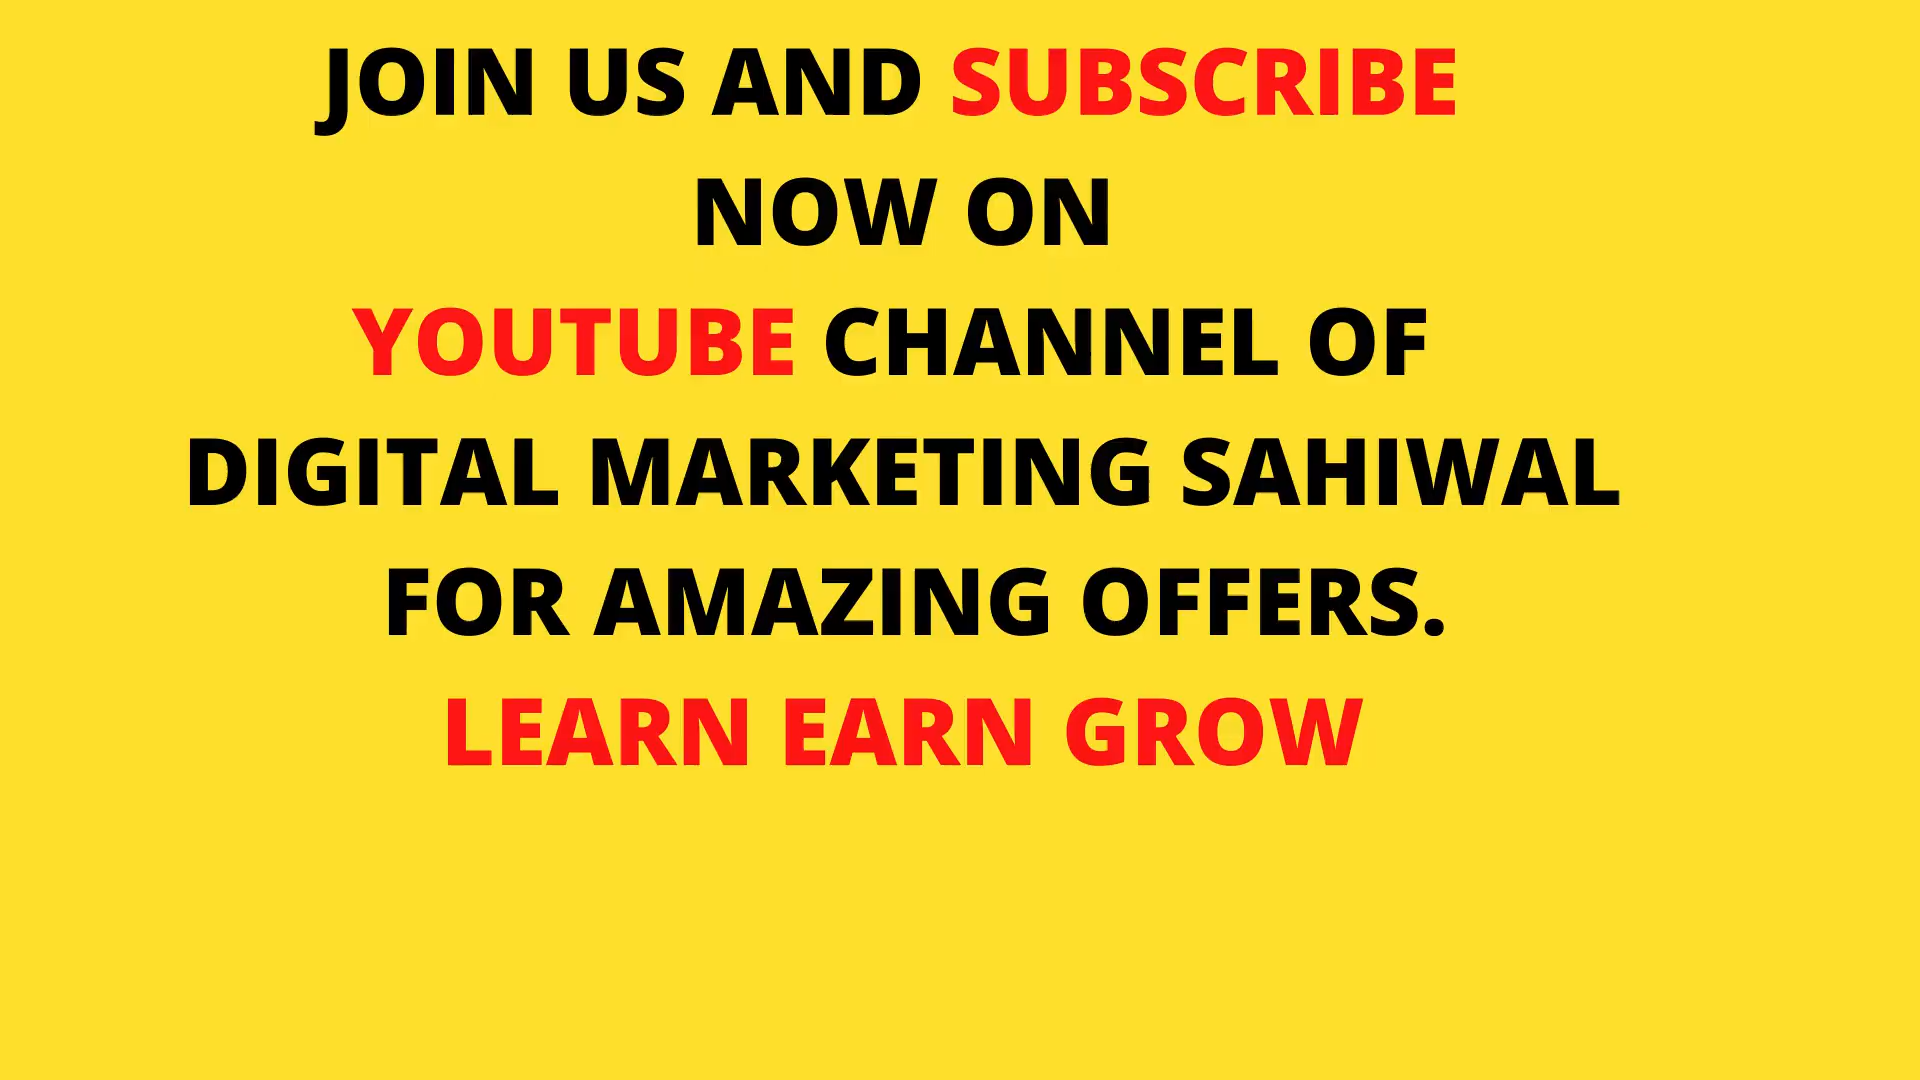 JOIN US AND SUBSCRIBE
NOW ON
YOUTUBE CHANNEL OF
DIGITAL MARKETING SAHIWAL
FOR AMAZING OFFERS.
LEARN EARN GROW